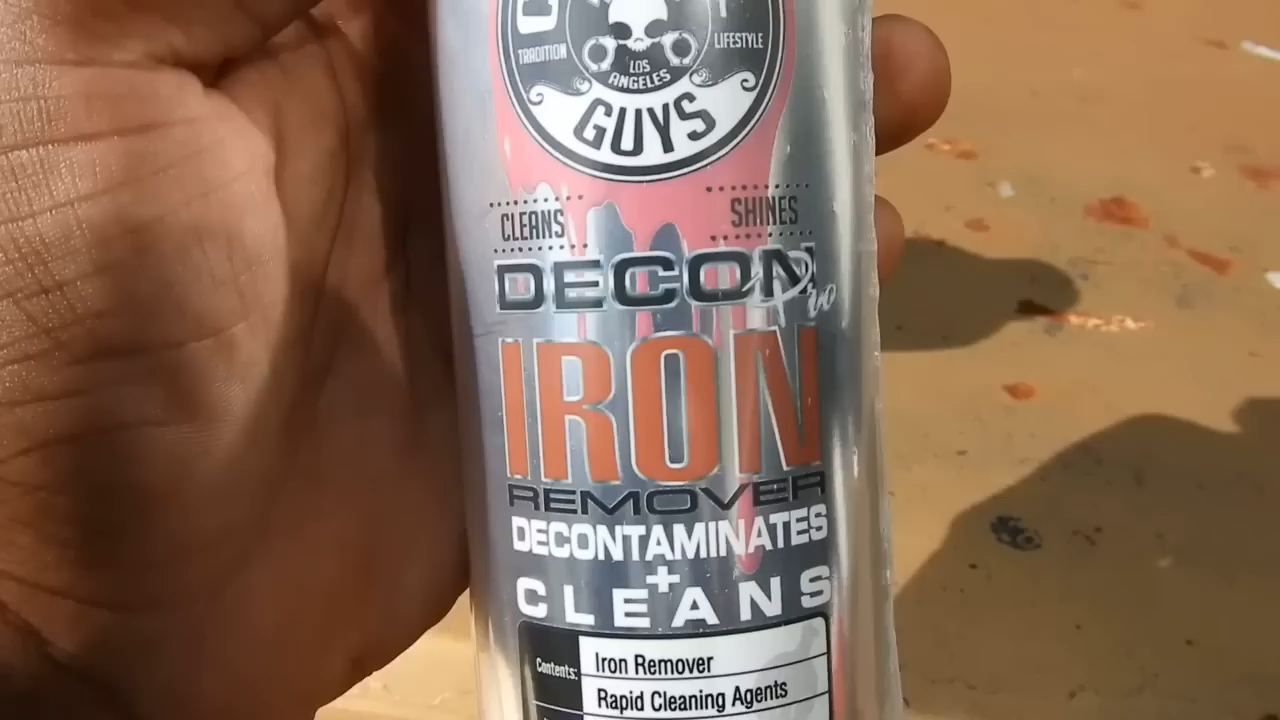 TRADITION
LIFESTYLE
LOS
ANGELES
GUYS
CLEANS
SHINES
DECON
Pro
IRON
REMOVER
DECONTAMINATES
+
CLEANS
Contents:
Iron Remover
Rapid Cleaning Agents